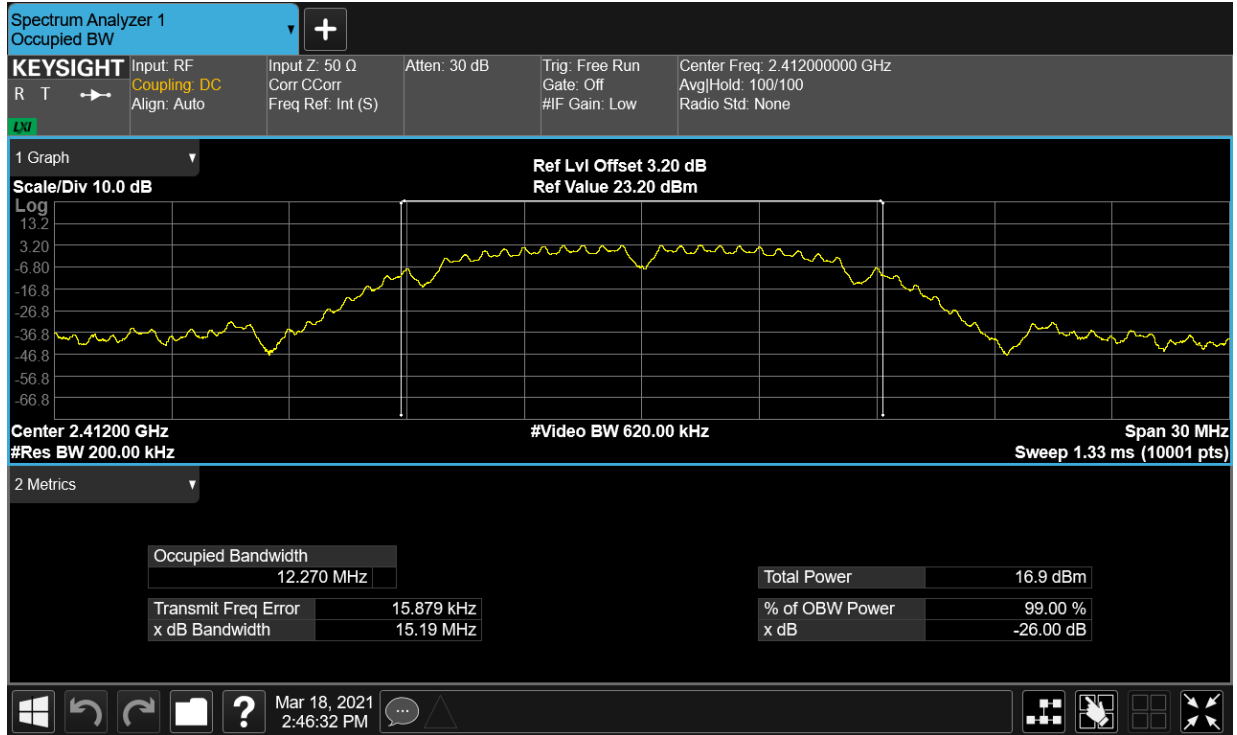 Spectrum Analyzer 1
Occupied BW
KEYSIGHT
R T
LXI
Input: RF
Coupling: DC
Align: Auto
Input Z: 50 Ω
Corr CCorr
Freq Ref: Int (S)
Atten: 30 dB
Trig: Free Run
Gate: Off
#IF Gain: Low
Center Freq: 2.412000000 GHz
Avg|Hold: 100/100
Radio Std: None
1 Graph
Scale/Div 10.0 dB
Ref Lvl Offset 3.20 dB
Ref Value 23.20 dBm
Log
13.2
3.20
-6.80
-16.8
-26.8
-36.8
-46.8
-56.8
-66.8
Center 2.41200 GHz
#Video BW 620.00 kHz
Span 30 MHz
#Res BW 200.00 kHz
Sweep 1.33 ms (10001 pts)
2 Metrics
Occupied Bandwidth
12.270 MHz
Transmit Freq Error 15.879 kHz
x dB Bandwidth 15.19 MHz
Total Power 16.9 dBm
% of OBW Power 99.00 %
x dB -26.00 dB
?
Mar 18, 2021
2:46:32 PM